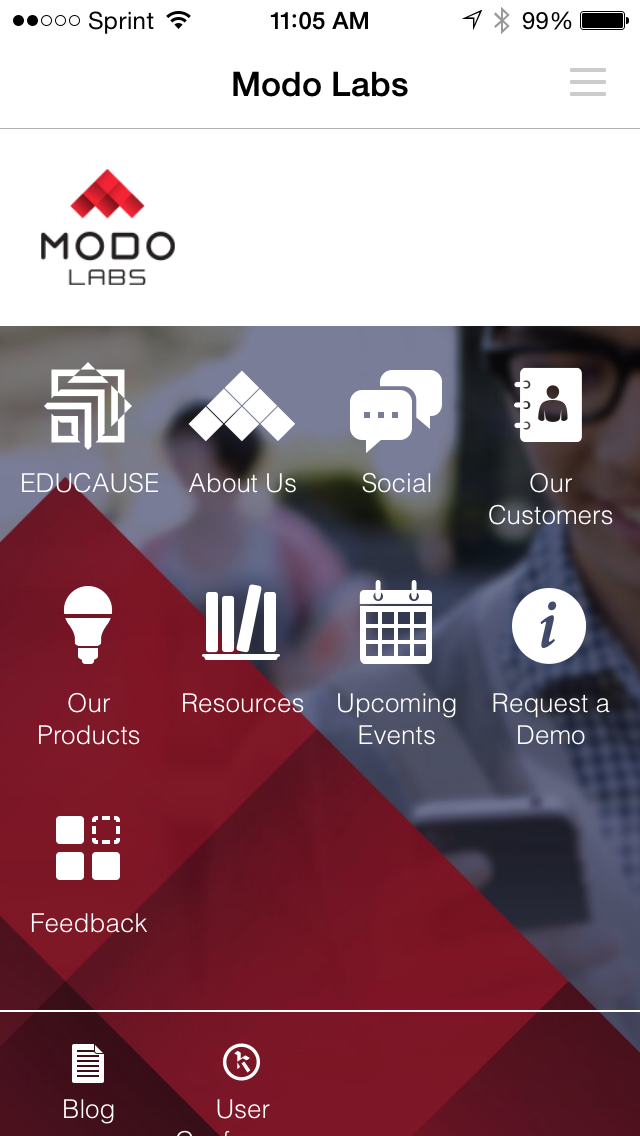 Sprint 11:05 AM 99%
Modo Labs
MODO
LABS
EDUCAUSE About Us Social Our
Customers
Our Resources Upcoming Request a
Products Events Demo
Feedback
Blog User